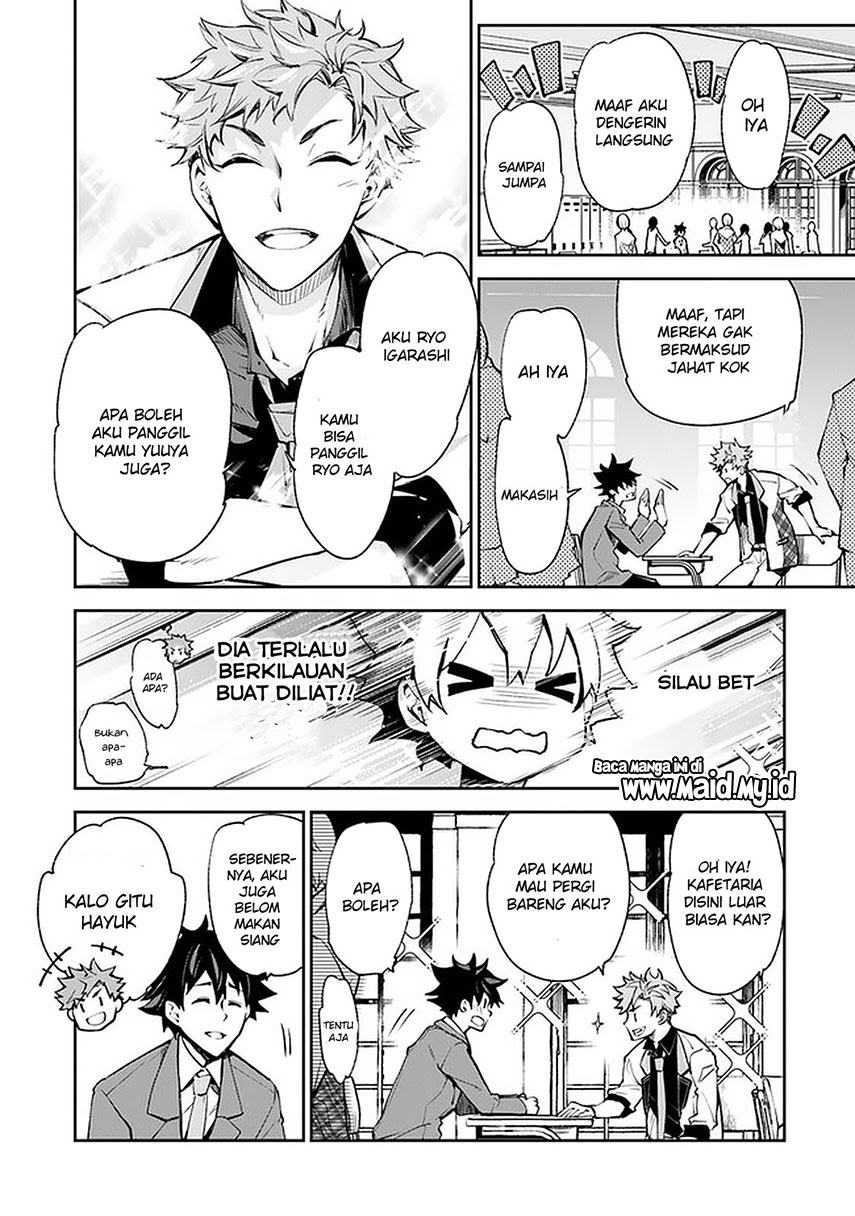 OH
IYA
MAAF AKU
DENGERIN
LANGSUNG
SAMPAI
JUMPA
MAAF, TAPI
MEREKA GAK
BERMAKSUD
JAHAT KOK
AH IYA
MAKASIH
AKU RYO
IGARASHI
KAMU
BISA
PANGGIL
RYO AJA
APA BOLEH
AKU PANGGIL
KAMU YUUYA
JUGA?
SILAU BET
DIA TERLALU
BERKILAUAN
BUAT DILIAT!!
ADA
APA?
Bukan
apa-
apa
Baca Manga ini di
www.Maid.My.id
OH IYA!
KAFETARIA
DISINI LUAR
BIASA KAN?
APA KAMU
MAU PERGI
BARENG AKU?
APA
BOLEH?
TENTU
AJA
SEBENER-
NYA, AKU
JUGA
BELOM
MAKAN
SIANG
KALO GITU
HAYUK